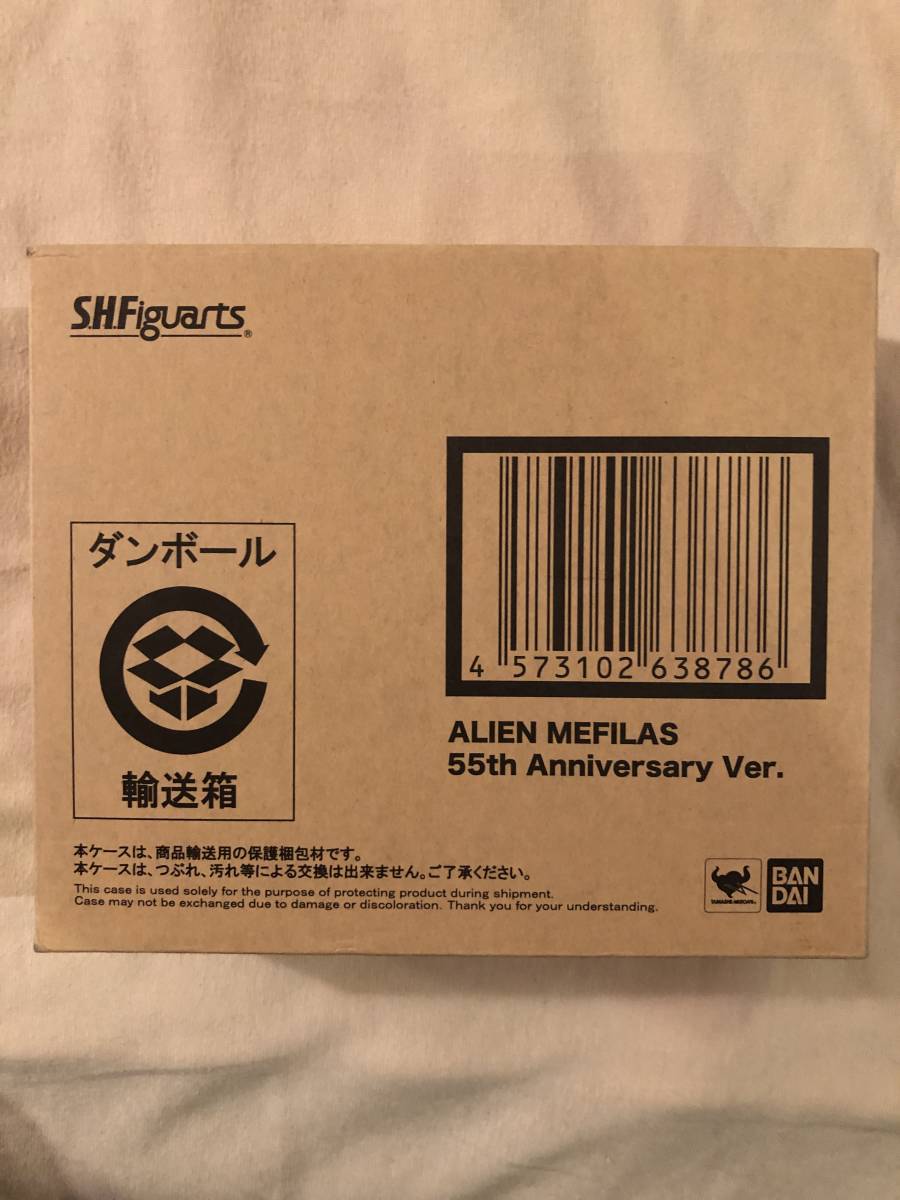 S.H.Figuarts®
4 573102 638786
ALIEN MEFILAS
55th Anniversary Ver.
ダンボール
輸送箱
本ケースは、商品輸送用の保護梱包材です。
本ケースは、つぶれ、汚れ等による交換は出来ません。ご了承ください。
This case is used solely for the purpose of protecting product during shipment.
Case may not be exchanged due to damage or discoloration. Thank you for your understanding.
TAMASHII NATIONS
BAN
DAI